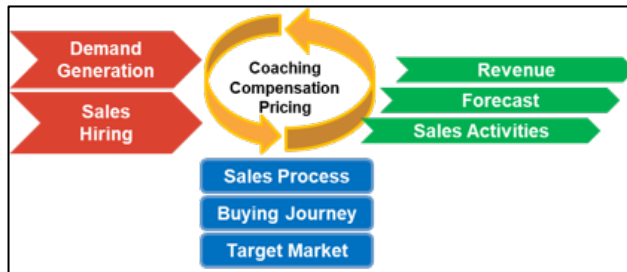 Demand
Generation
Sales
Hiring
Coaching
Compensation
Pricing
Revenue
Forecast
Sales Activities
Sales Process
Buying Journey
Target Market